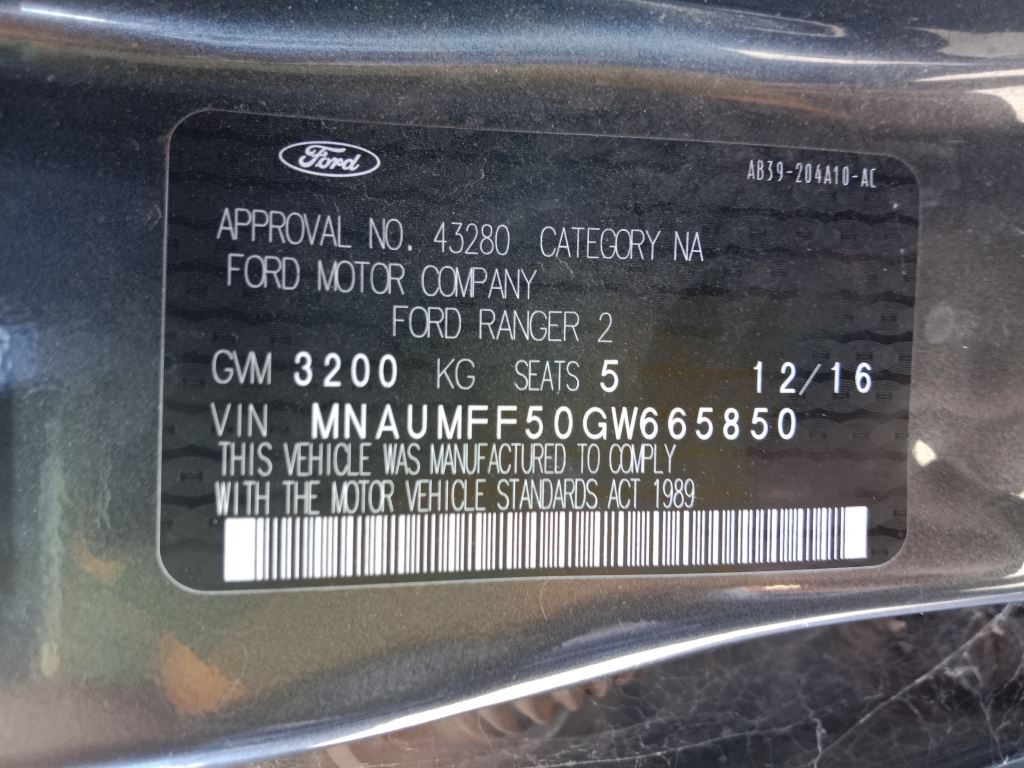 Ford
AB39-204A10-AC
APPROVAL NO. 43280 CATEGORY NA
FORD MOTOR COMPANY
FORD RANGER 2
GVM 3200 KG SEATS 5 12/16
VIN MNAUMFF50GW665850
THIS VEHICLE WAS MANUFACTURED TO COMPLY
WITH THE MOTOR VEHICLE STANDARDS ACT 1989